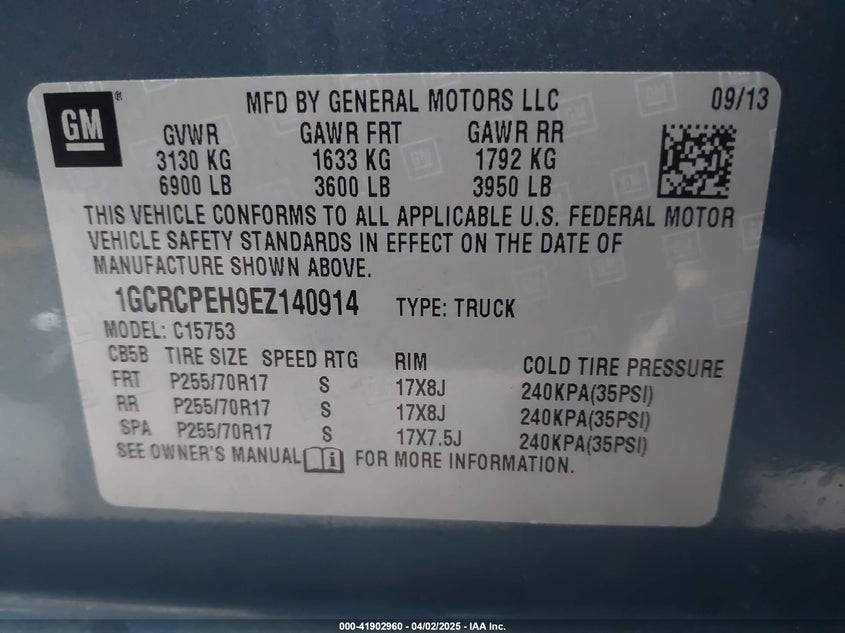 GM ®
MFD BY GENERAL MOTORS LLC 09/13
GVWR GAWR FRT GAWR RR
3130 KG 1633 KG 1792 KG
6900 LB 3600 LB 3950 LB
THIS VEHICLE CONFORMS TO ALL APPLICABLE U.S. FEDERAL MOTOR
VEHICLE SAFETY STANDARDS IN EFFECT ON THE DATE OF
MANUFACTURE SHOWN ABOVE.
1GCRCPEH9EZ140914 TYPE: TRUCK
MODEL: C15753
CB5B TIRE SIZE SPEED RTG RIM COLD TIRE PRESSURE
FRT P255/70R17 S 17X8J 240KPA(35PSI)
RR P255/70R17 S 17X8J 240KPA(35PSI)
SPA P255/70R17 S 17X7.5J 240KPA(35PSI)
SEE OWNER'S MANUAL i FOR MORE INFORMATION.
000-41902960 - 04/02/2025 - IAA Inc.